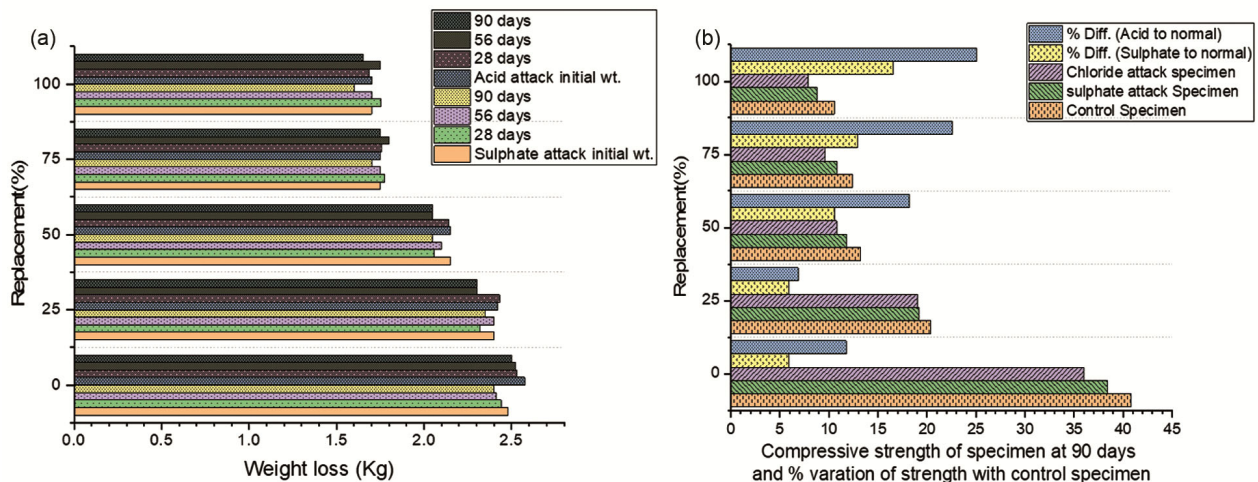 (a)
90 days
56 days
28 days
Acid attack initial wt.
90 days
56 days
28 days
Sulphate attack initial wt.
Replacement(%)
100
75
50
25
0
0.0 0.5 1.0 1.5 2.0 2.5
Weight loss (Kg)
(b)
% Diff. (Acid to normal)
% Diff. (Sulphate to normal)
Chloride attack specimen
sulphate attack Specimen
Control Specimen
Replacement(%)
100
75
50
25
0
0 5 10 15 20 25 30 35 40 45
Compressive strength of specimen at 90 days
and % varation of strength with control specimen